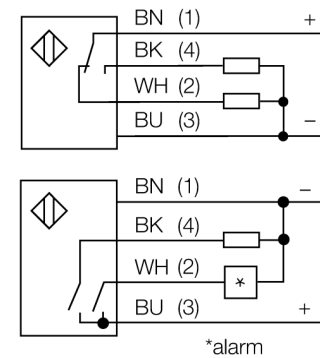 BN (1) +
BK (4)
WH (2)
BU (3) –
BN (1) –
BK (4)
WH (2)
*
BU (3) +
*alarm